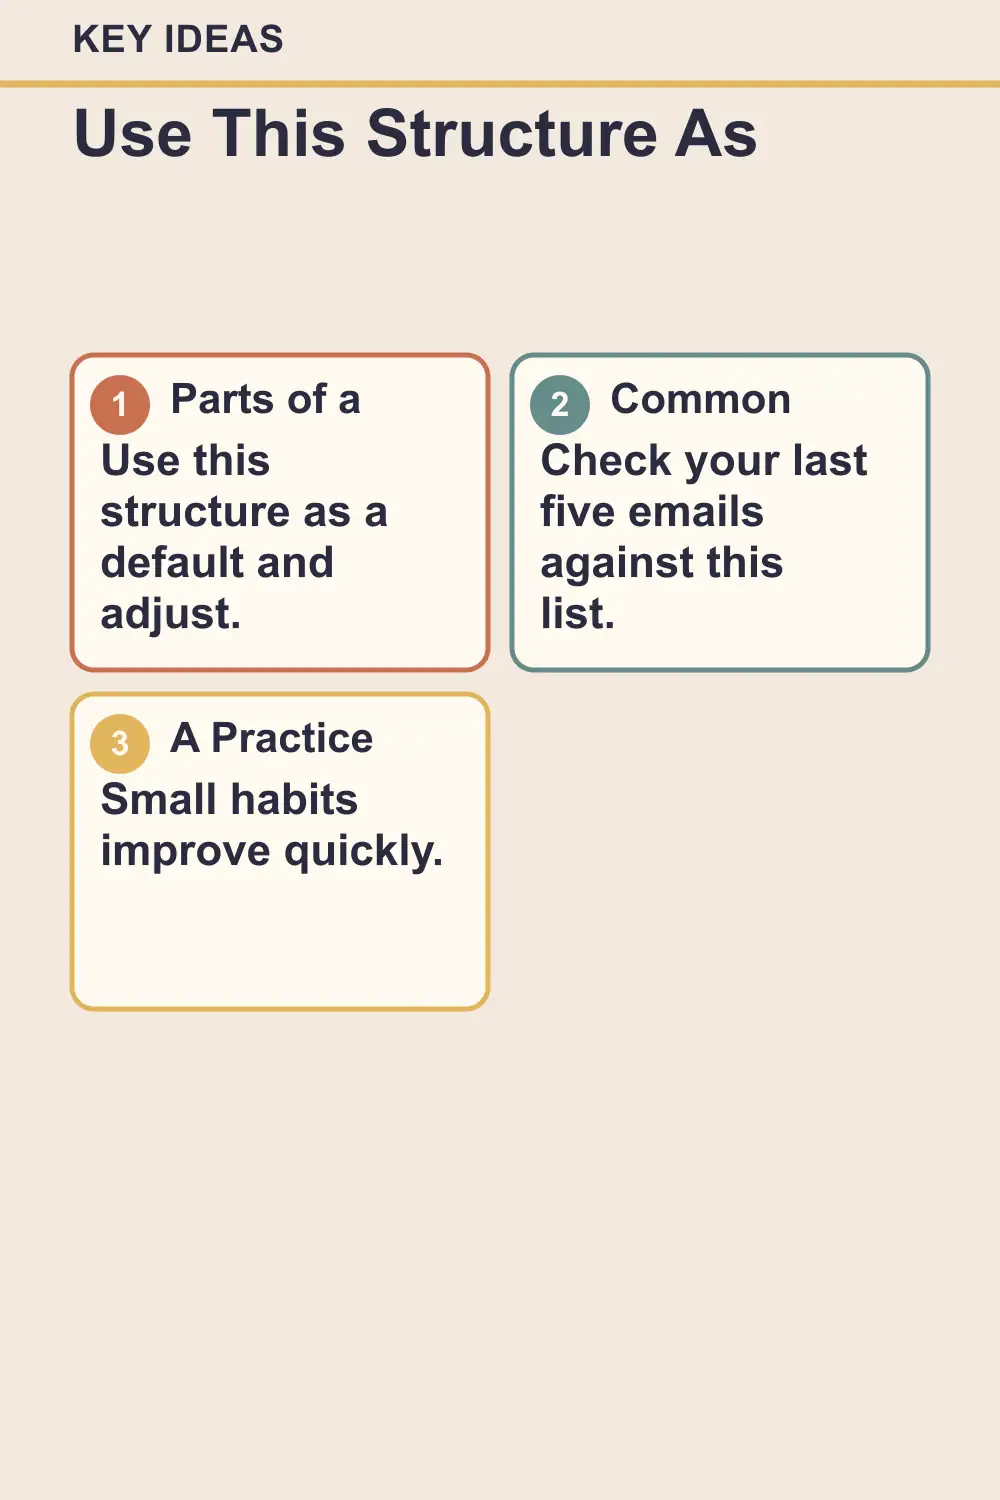 KEY IDEAS
Use This Structure As
1 Parts of a
Use this
structure as a
default and
adjust.
2 Common
Check your last
five emails
against this
list.
3 A Practice
Small habits
improve quickly.